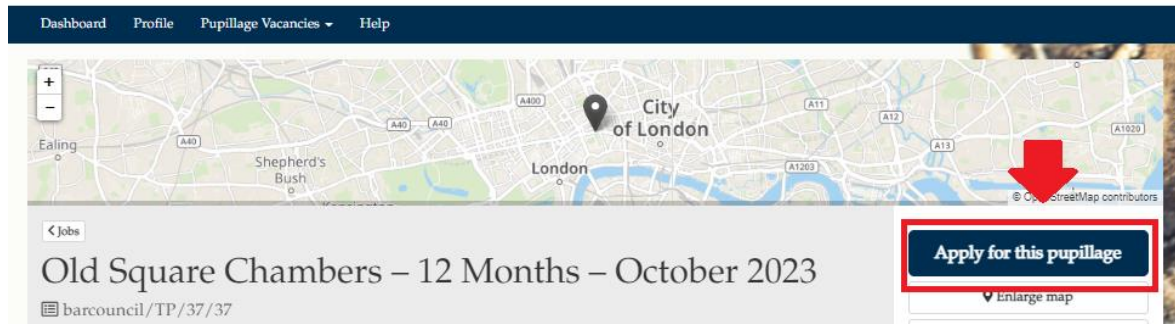 Dashboard Profile Pupillage Vacancies Help
+
−
A400
City
of London
A11
A12
A40 A40
A1020
Ealing
A40
A13
Shepherd's
Bush
London
A1203
© OpenStreetMap contributors
Jobs
Old Square Chambers – 12 Months – October 2023
barcouncil/TP/37/37
Apply for this pupillage
Enlarge map